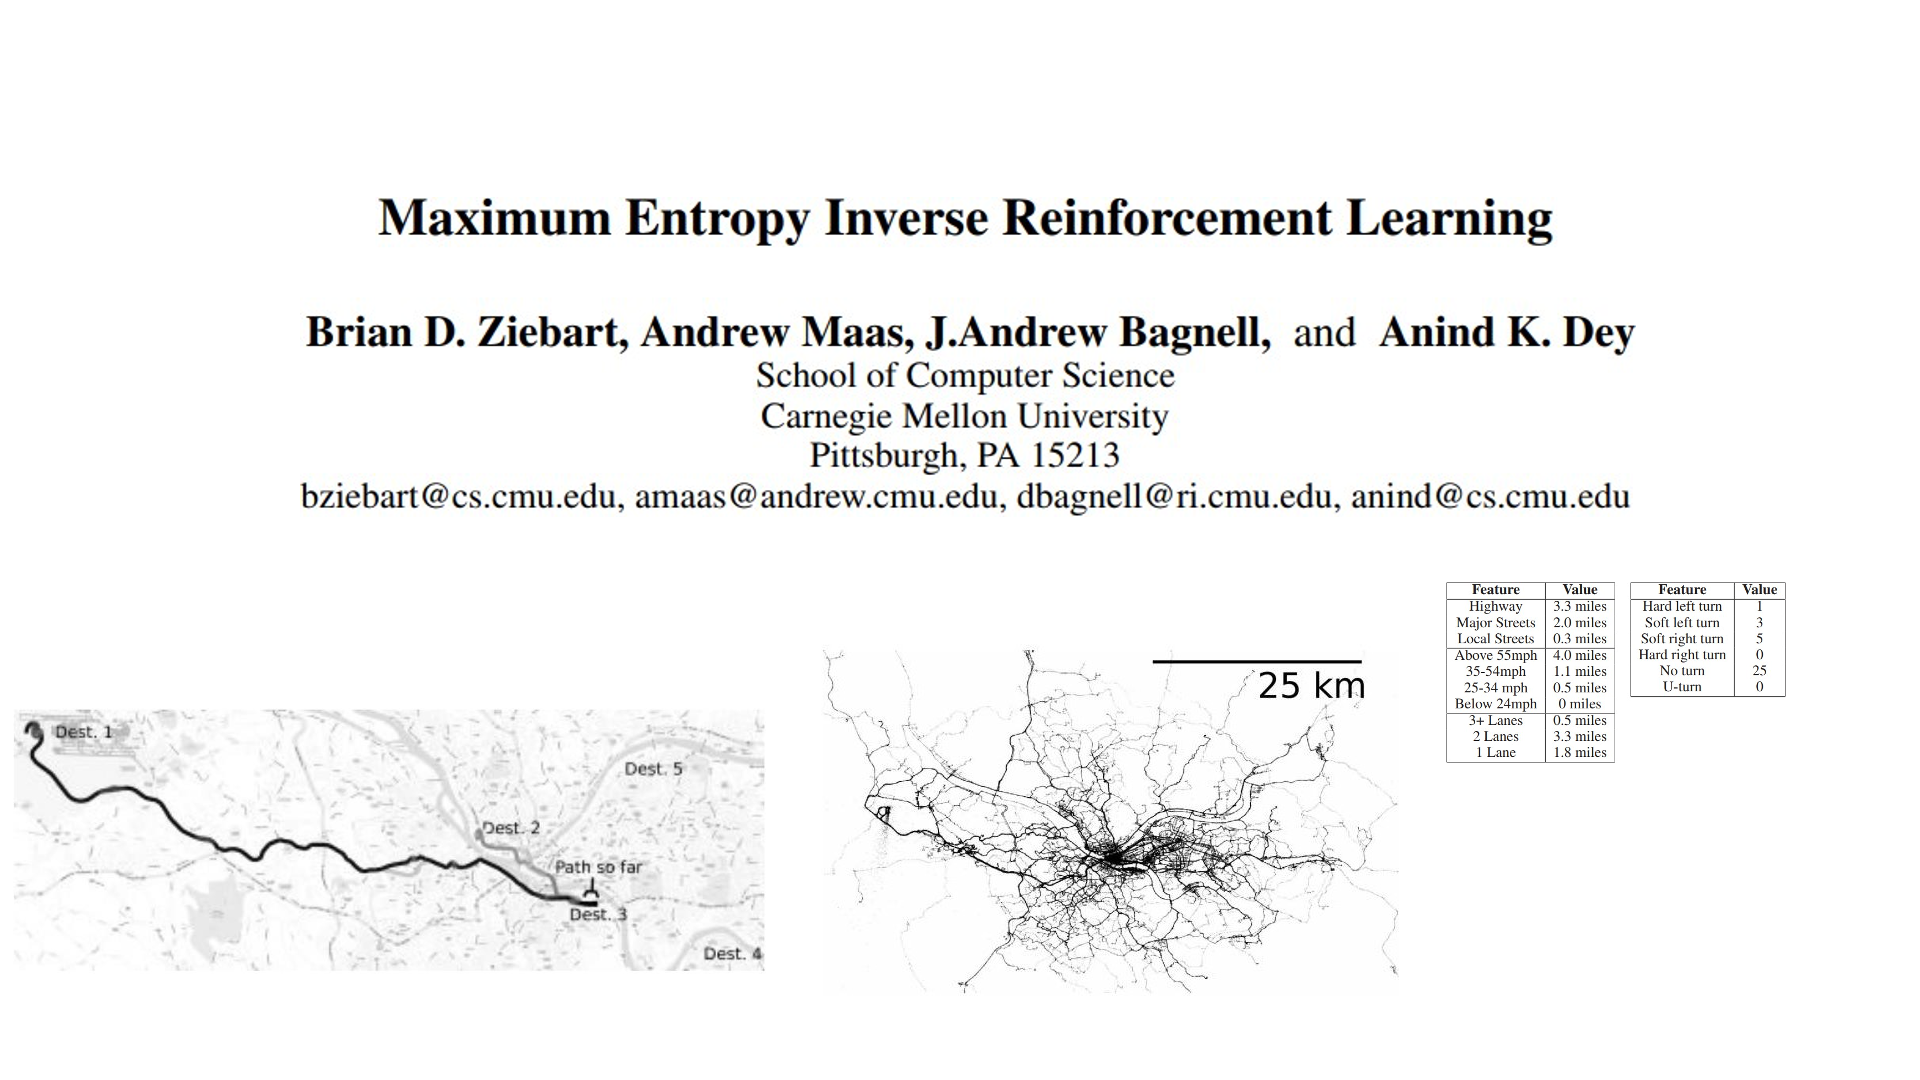 Maximum Entropy Inverse Reinforcement Learning
Brian D. Ziebart, Andrew Maas, J.Andrew Bagnell, and Anind K. Dey
School of Computer Science
Carnegie Mellon University
Pittsburgh, PA 15213
bziebart@cs.cmu.edu, amaas@andrew.cmu.edu, dbagnell@ri.cmu.edu, anind@cs.cmu.edu
Dest. 1
Dest. 5
Dest. 2
Path so far
Dest. 3
Dest. 4
25 km
Feature Value
Highway 3.3 miles
Major Streets 2.0 miles
Local Streets 0.3 miles
Above 55mph 4.0 miles
35-54mph 1.1 miles
25-34 mph 0.5 miles
Below 24mph 0 miles
3+ Lanes 0.5 miles
2 Lanes 3.3 miles
1 Lane 1.8 miles
Feature Value
Hard left turn 1
Soft left turn 3
Soft right turn 5
Hard right turn 0
No turn 25
U-turn 0